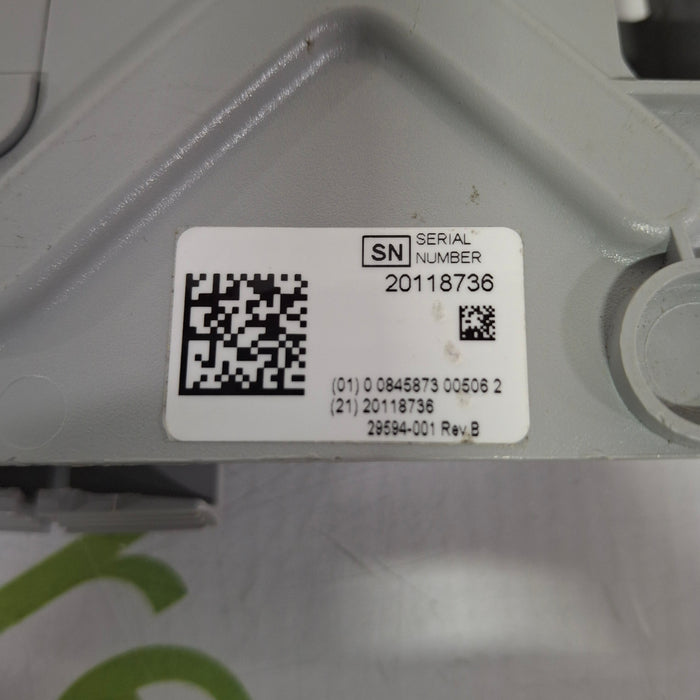 SN SERIAL
NUMBER
20118736
(01) 0 0845873 00506 2
(21) 20118736
29594-001 Rev.B